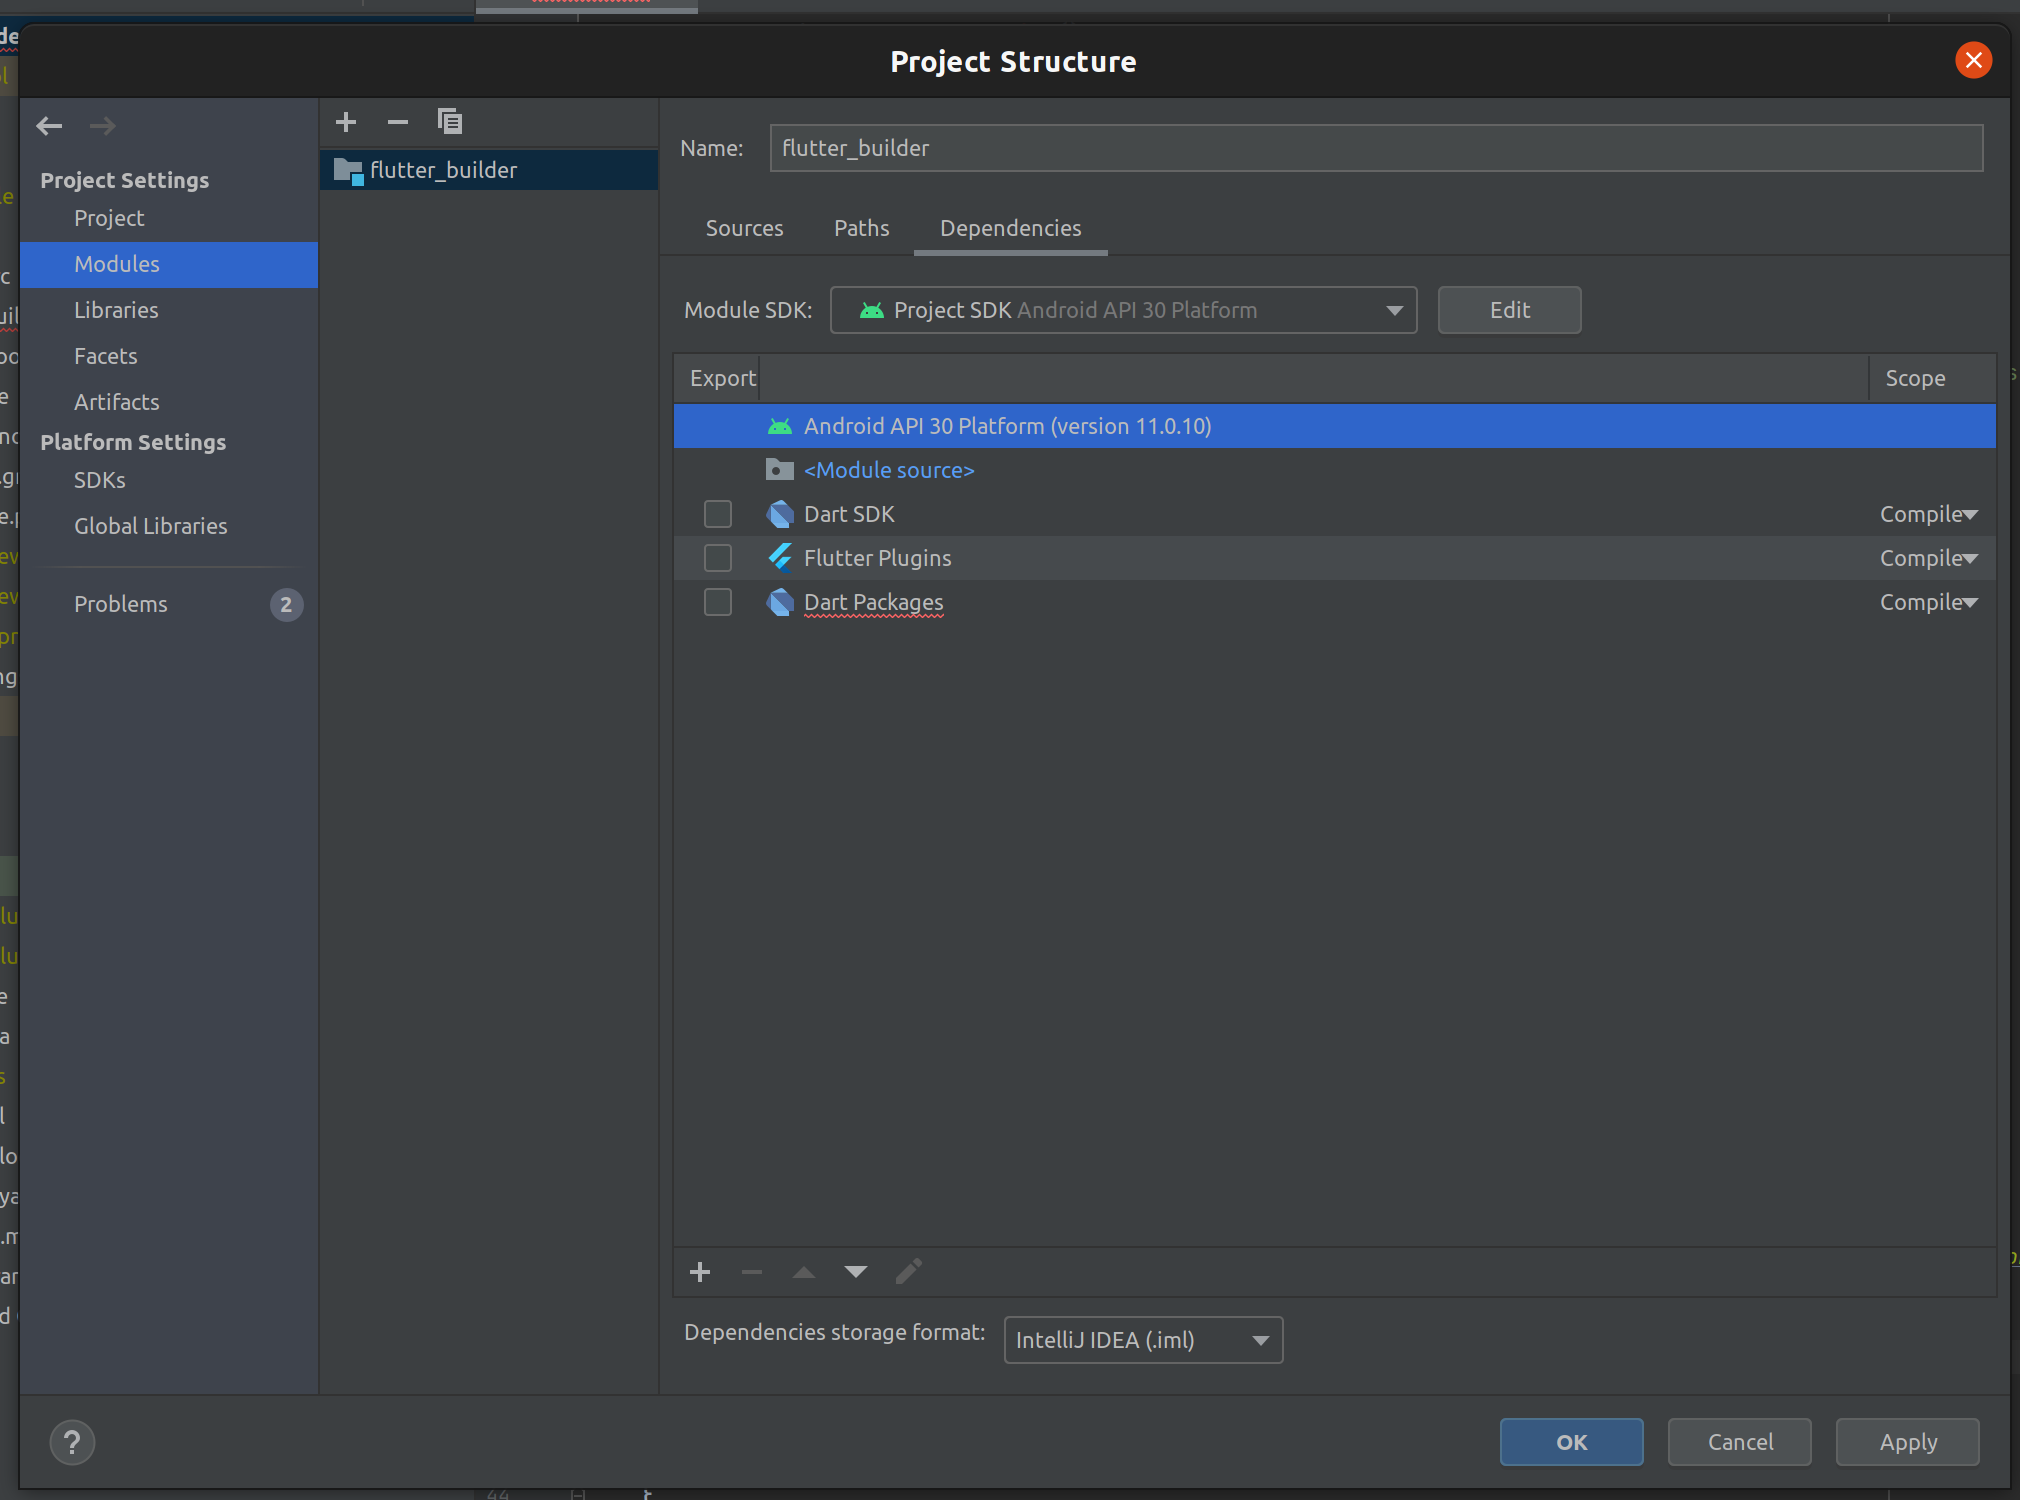 Project Structure
Project Settings
Project
Modules
Libraries
Facets
Artifacts
Platform Settings
SDKs
Global Libraries
Problems 2
flutter_builder
Name: flutter_builder
Sources Paths Dependencies
Module SDK: Project SDK Android API 30 Platform Edit
Export Scope
Android API 30 Platform (version 11.0.10)
<Module source>
Dart SDK Compile
Flutter Plugins Compile
Dart Packages Compile
Dependencies storage format: IntelliJ IDEA (.iml)
? OK Cancel Apply